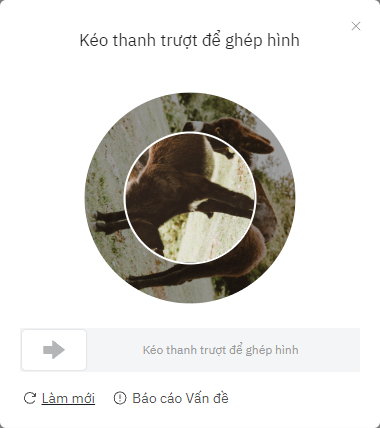 Kéo thanh trượt để ghép hình
Kéo thanh trượt để ghép hình
Làm mới
Báo cáo Vấn đề